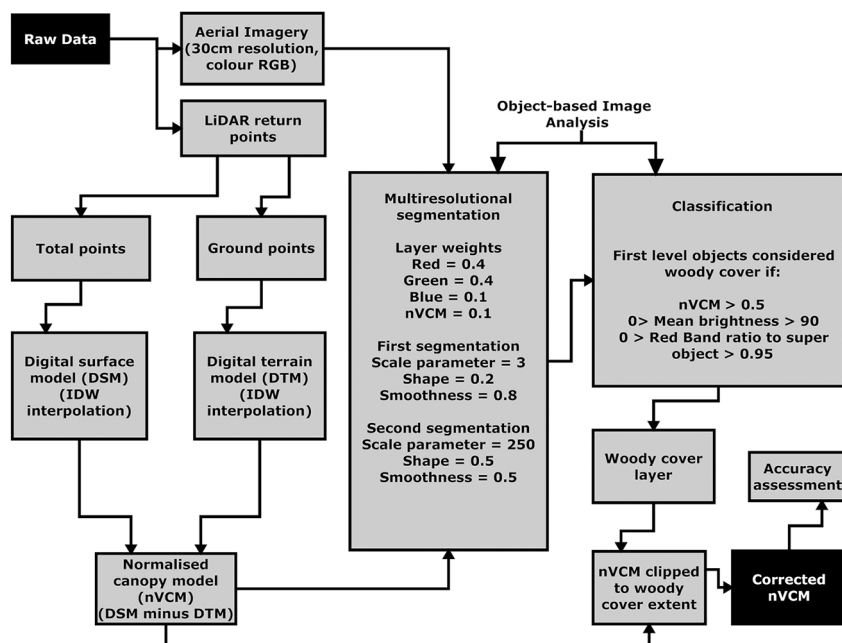 Raw Data
Aerial Imagery
(30cm resolution,
colour RGB)
LiDAR return
points
Object-based Image
Analysis
Total points
Ground points
Digital surface
model (DSM)
(IDW
interpolation)
Digital terrain
model (DTM)
(IDW
interpolation)
Normalised
canopy model
(nVCM)
(DSM minus DTM)
Multiresolutional
segmentation
Layer weights
Red = 0.4
Green = 0.4
Blue = 0.1
nVCM = 0.1
First segmentation
Scale parameter = 3
Shape = 0.2
Smoothness = 0.8
Second segmentation
Scale parameter = 250
Shape = 0.5
Smoothness = 0.5
Classification
First level objects considered
woody cover if:
nVCM > 0.5
0> Mean brightness > 90
0 > Red Band ratio to super
object > 0.95
Woody cover
layer
nVCM clipped
to woody
cover extent
Corrected
nVCM
Accuracy
assessment